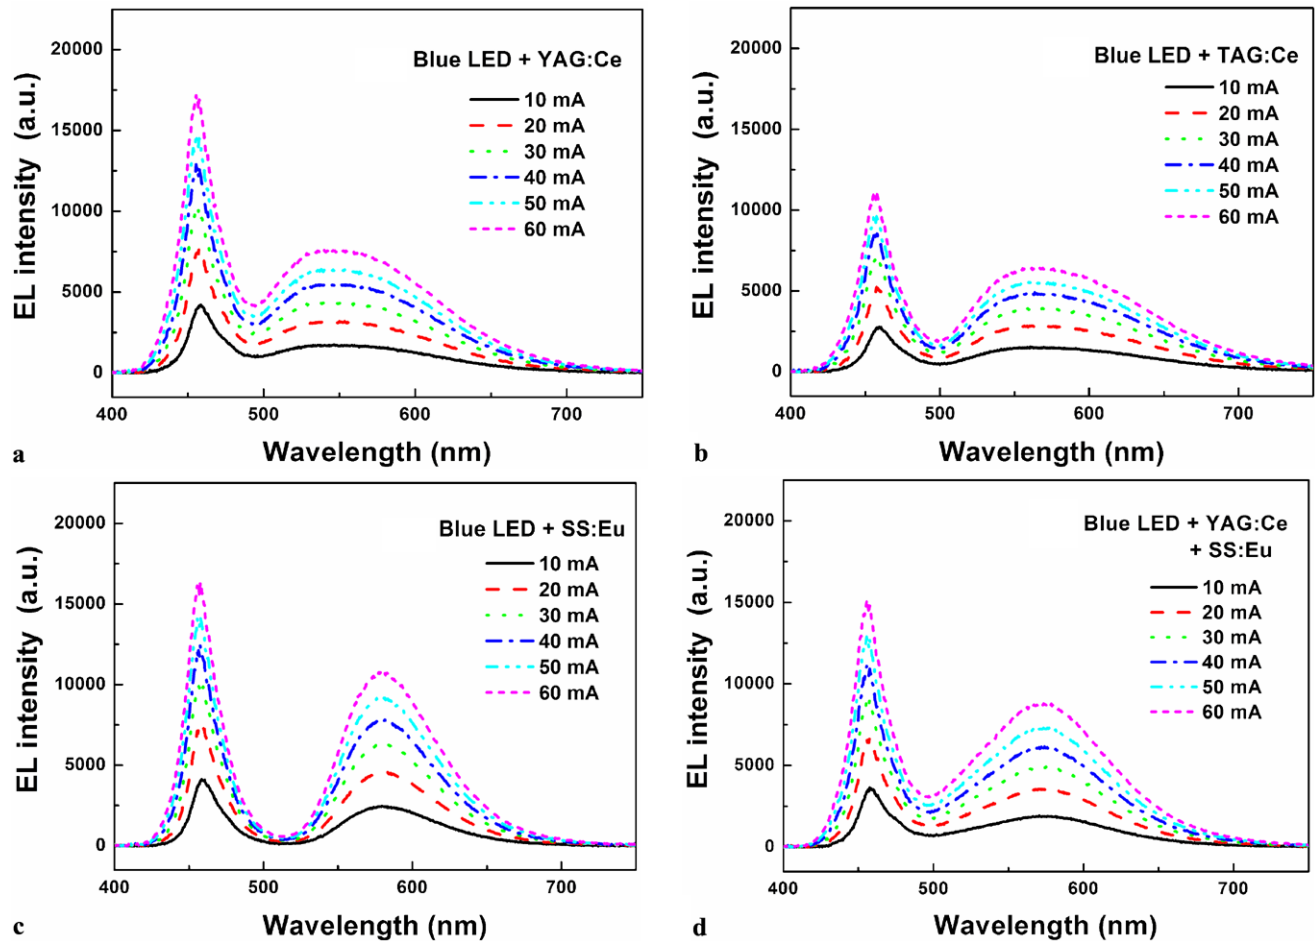 20000
15000
10000
5000
0
EL intensity (a.u.)
Blue LED + YAG:Ce
10 mA
20 mA
30 mA
40 mA
50 mA
60 mA
400 500 600 700
Wavelength (nm)
a
20000
15000
10000
5000
0
EL intensity (a.u.)
Blue LED + TAG:Ce
10 mA
20 mA
30 mA
40 mA
50 mA
60 mA
400 500 600 700
Wavelength (nm)
b
20000
15000
10000
5000
0
EL intensity (a.u.)
Blue LED + SS:Eu
10 mA
20 mA
30 mA
40 mA
50 mA
60 mA
400 500 600 700
Wavelength (nm)
c
20000
15000
10000
5000
0
EL intensity (a.u.)
Blue LED + YAG:Ce
+ SS:Eu
10 mA
20 mA
30 mA
40 mA
50 mA
60 mA
400 500 600 700
Wavelength (nm)
d